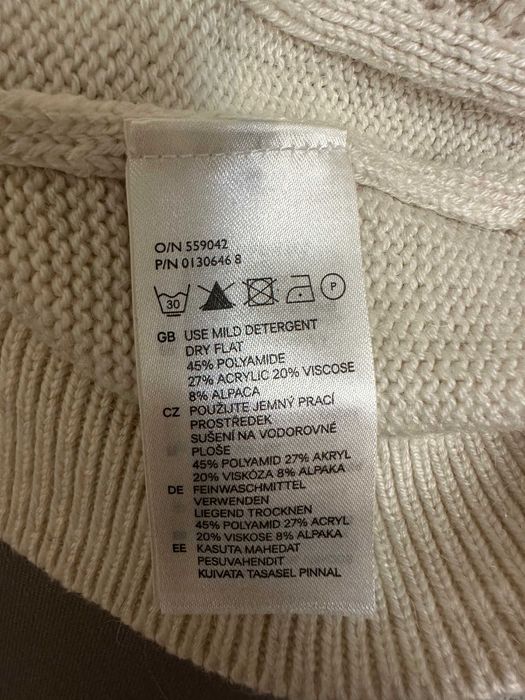 O/N 559042
P/N 0130646 8
30 P
GB USE MILD DETERGENT
DRY FLAT
45% POLYAMIDE
27% ACRYLIC 20% VISCOSE
8% ALPACA
CZ POUŽIJTE JEMNÝ PRACÍ
PROSTŘEDEK
SUŠENÍ NA VODOROVNÉ
PLOŠE
45% POLYAMID 27% AKRYL
20% VISKÓZA 8% ALPAKA
DE FEINWASCHMITTEL
VERWENDEN
LIEGEND TROCKNEN
45% POLYAMID 27% ACRYL
20% VISKOSE 8% ALPAKA
EE KASUTA MAHEDAT
PESUVAHENDIT
KUIVATA TASASEL PINNAL